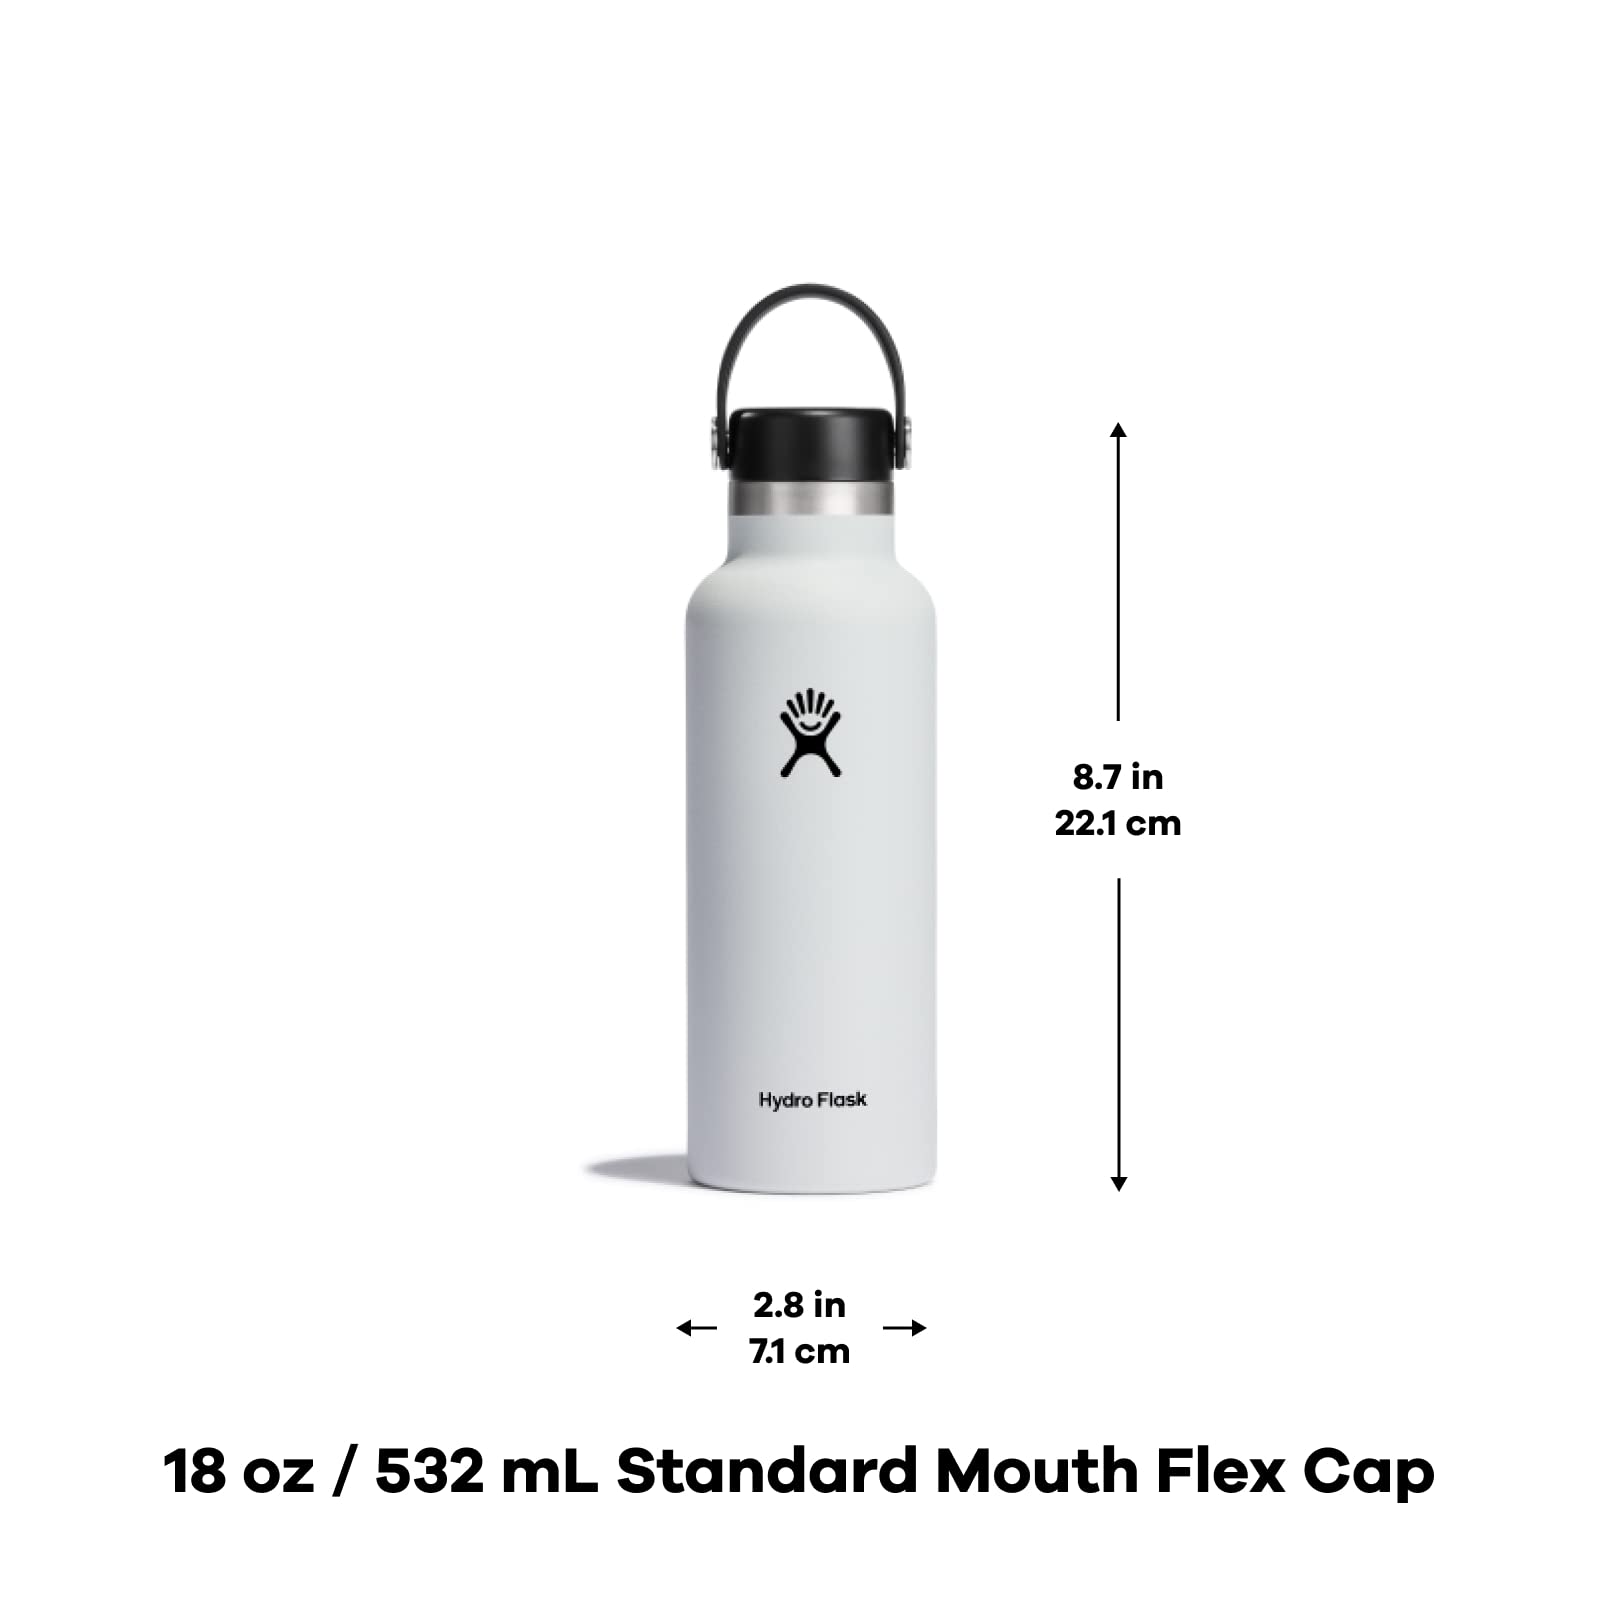 8.7 in
22.1 cm
Hydro Flask
2.8 in
7.1 cm
18 oz / 532 mL Standard Mouth Flex Cap